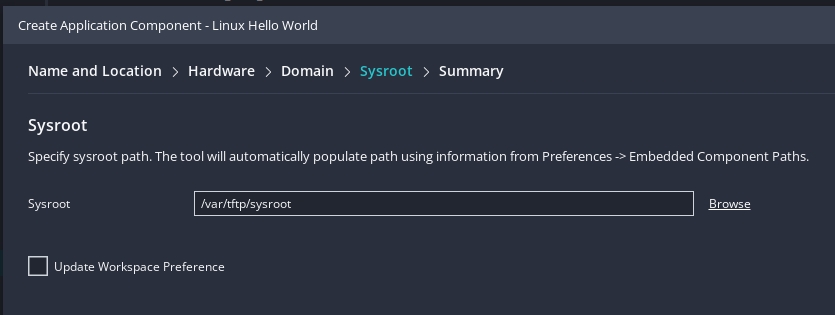 Create Application Component - Linux Hello World
Name and Location > Hardware > Domain > Sysroot > Summary
Sysroot
Specify sysroot path. The tool will automatically populate path using information from Preferences -> Embedded Component Paths.
Sysroot /var/tftp/sysroot Browse
Update Workspace Preference